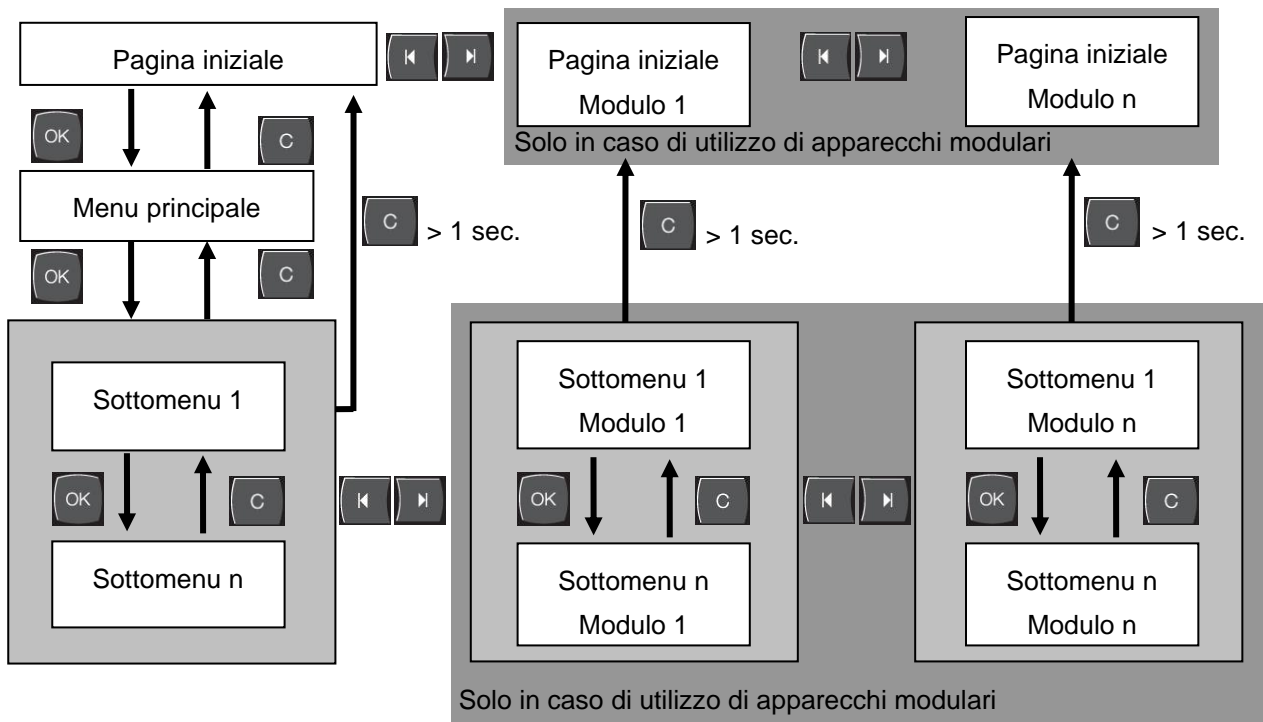 Pagina iniziale
Pagina iniziale
Modulo 1
Pagina iniziale
Modulo n
Solo in caso di utilizzo di apparecchi modulari
OK
C
Menu principale
C
> 1 sec.
C
> 1 sec.
C
> 1 sec.
OK
C
Sottomenu 1
Sottomenu 1
Modulo 1
Sottomenu 1
Modulo n
OK
C
OK
C
OK
C
Sottomenu n
Sottomenu n
Modulo 1
Sottomenu n
Modulo n
Solo in caso di utilizzo di apparecchi modulari